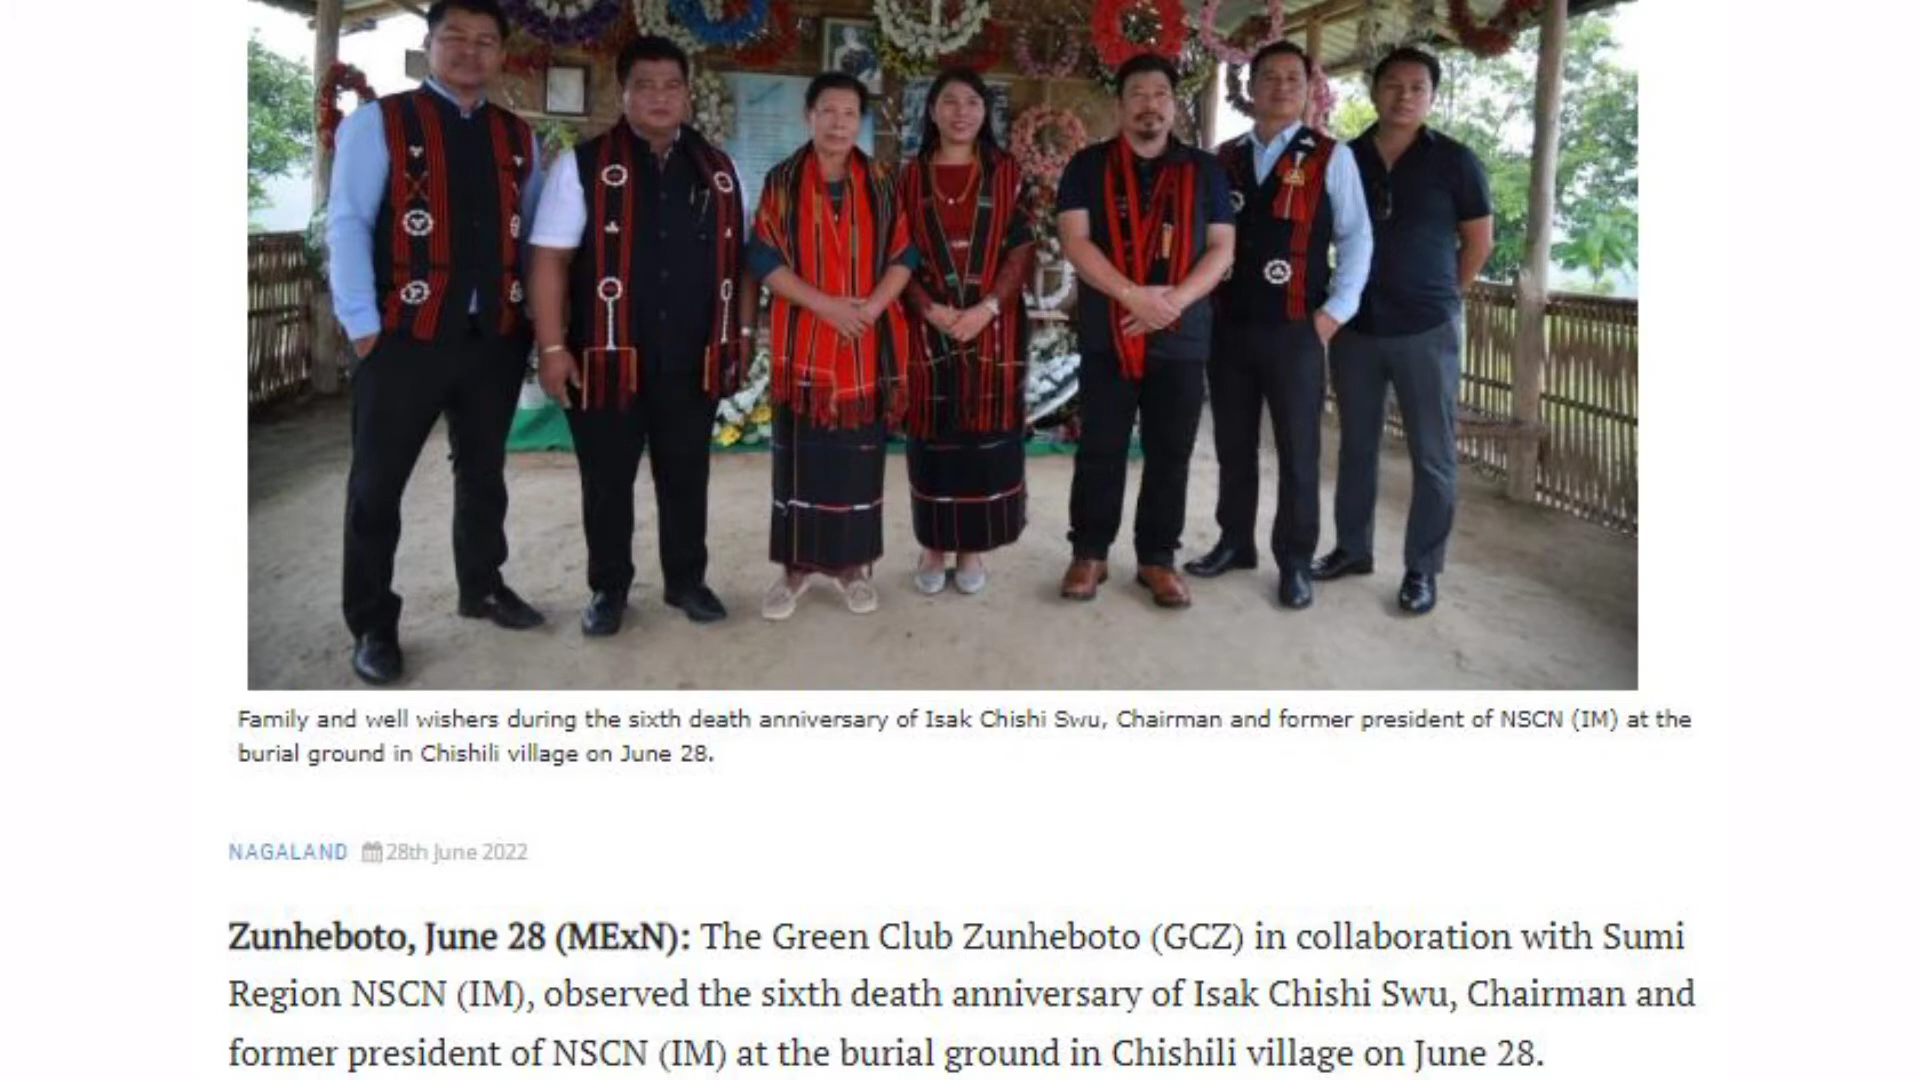 Family and well wishers during the sixth death anniversary of Isak Chishi Swu, Chairman and former president of NSCN (IM) at the
burial ground in Chishili village on June 28.
NAGALAND 28th June 2022
Zunheboto, June 28 (MExN): The Green Club Zunheboto (GCZ) in collaboration with Sumi
Region NSCN (IM), observed the sixth death anniversary of Isak Chishi Swu, Chairman and
former president of NSCN (IM) at the burial ground in Chishili village on June 28.